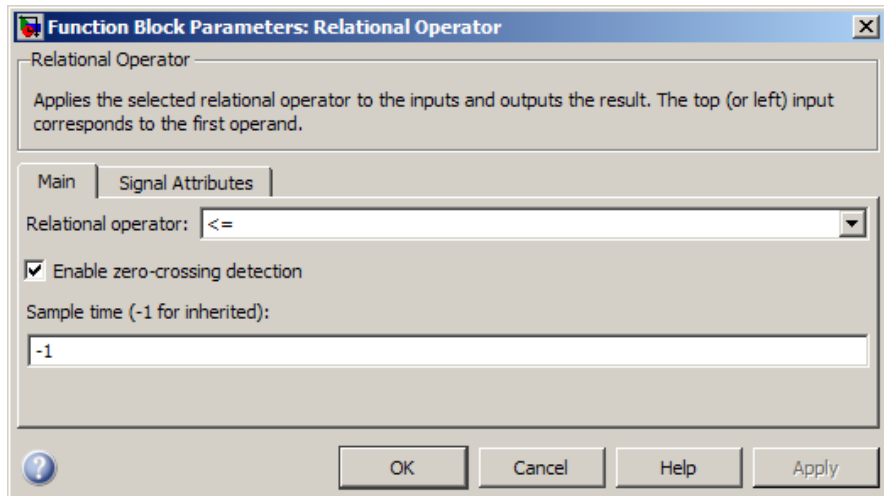 Function Block Parameters: Relational Operator
Relational Operator
Applies the selected relational operator to the inputs and outputs the result. The top (or left) input
corresponds to the first operand.
Main Signal Attributes
Relational operator: <=
Enable zero-crossing detection
Sample time (-1 for inherited):
-1
OK Cancel Help Apply